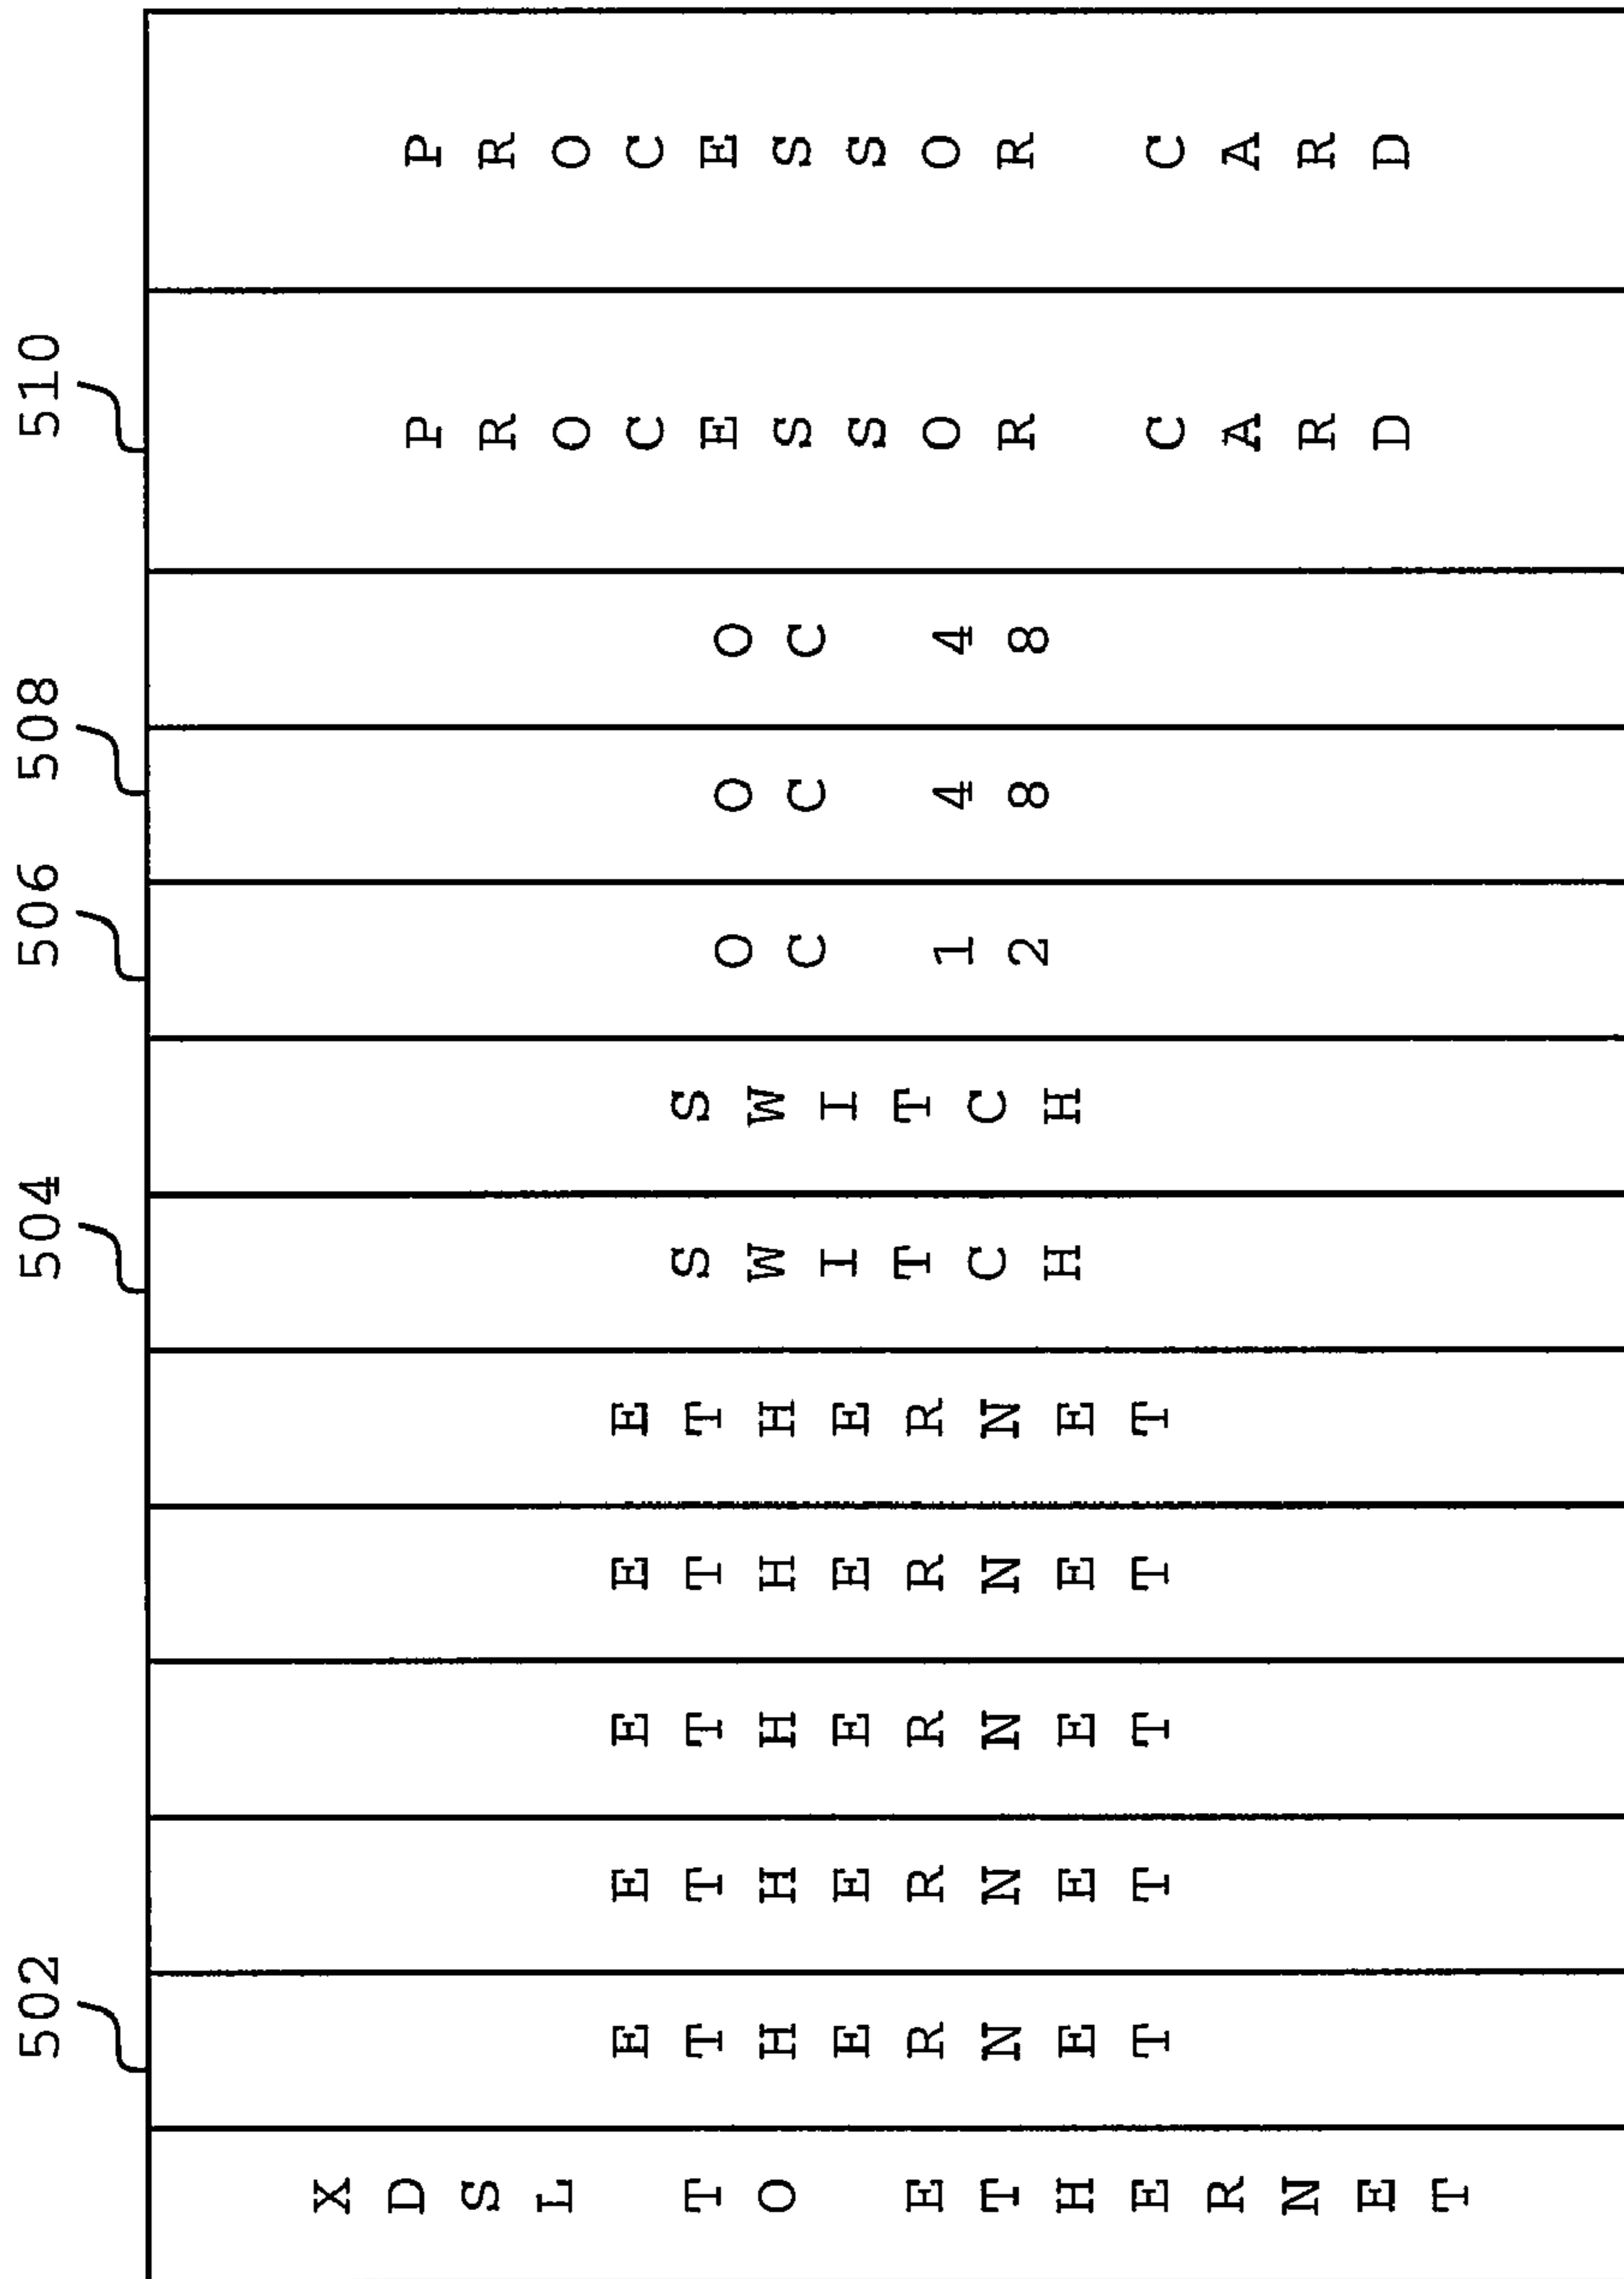 502
504
506
508
510
XDSL TO ETHERNET
ETHERNET
ETHERNET
ETHERNET
ETHERNET
ETHERNET
SWITCH
SWITCH
OC 12
OC 48
OC 48
PROCESSOR CARD
PROCESSOR CARD